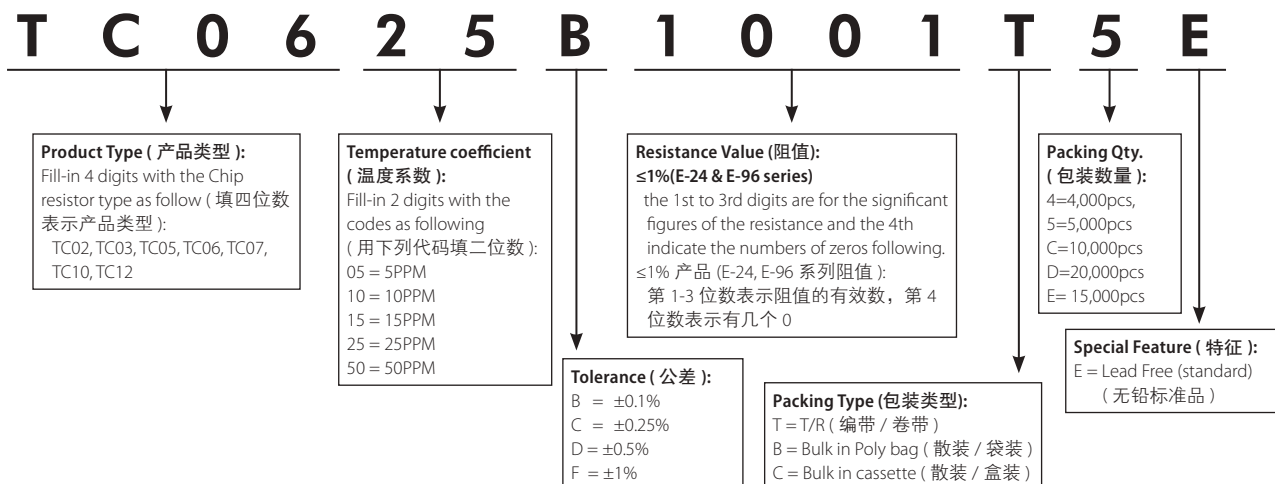 T C 0 6 2 5 B 1 0 0 1 T 5 E
Product Type ( 产品类型 ):
Fill-in 4 digits with the Chip
resistor type as follow ( 填四位数
表示产品类型 ):
TC02, TC03, TC05, TC06, TC07,
TC10, TC12
Temperature coefficient
( 温度系数 ):
Fill-in 2 digits with the
codes as following
( 用下列代码填二位数 ):
05 = 5PPM
10 = 10PPM
15 = 15PPM
25 = 25PPM
50 = 50PPM
Tolerance ( 公差 ):
B = ±0.1%
C = ±0.25%
D = ±0.5%
F = ±1%
Resistance Value (阻值):
≤1%(E-24 & E-96 series)
the 1st to 3rd digits are for the significant
figures of the resistance and the 4th
indicate the numbers of zeros following.
≤1% 产品 (E-24, E-96 系列阻值 ):
第 1-3 位数表示阻值的有效数，第 4
位数表示有几个 0
Packing Type (包装类型):
T = T/R ( 编带 / 卷带 )
B = Bulk in Poly bag ( 散装 / 袋装 )
C = Bulk in cassette ( 散装 / 盒装 )
Packing Qty.
( 包装数量 ):
4=4,000pcs,
5=5,000pcs
C=10,000pcs
D=20,000pcs
E= 15,000pcs
Special Feature ( 特征 ):
E = Lead Free (standard)
( 无铅标准品 )